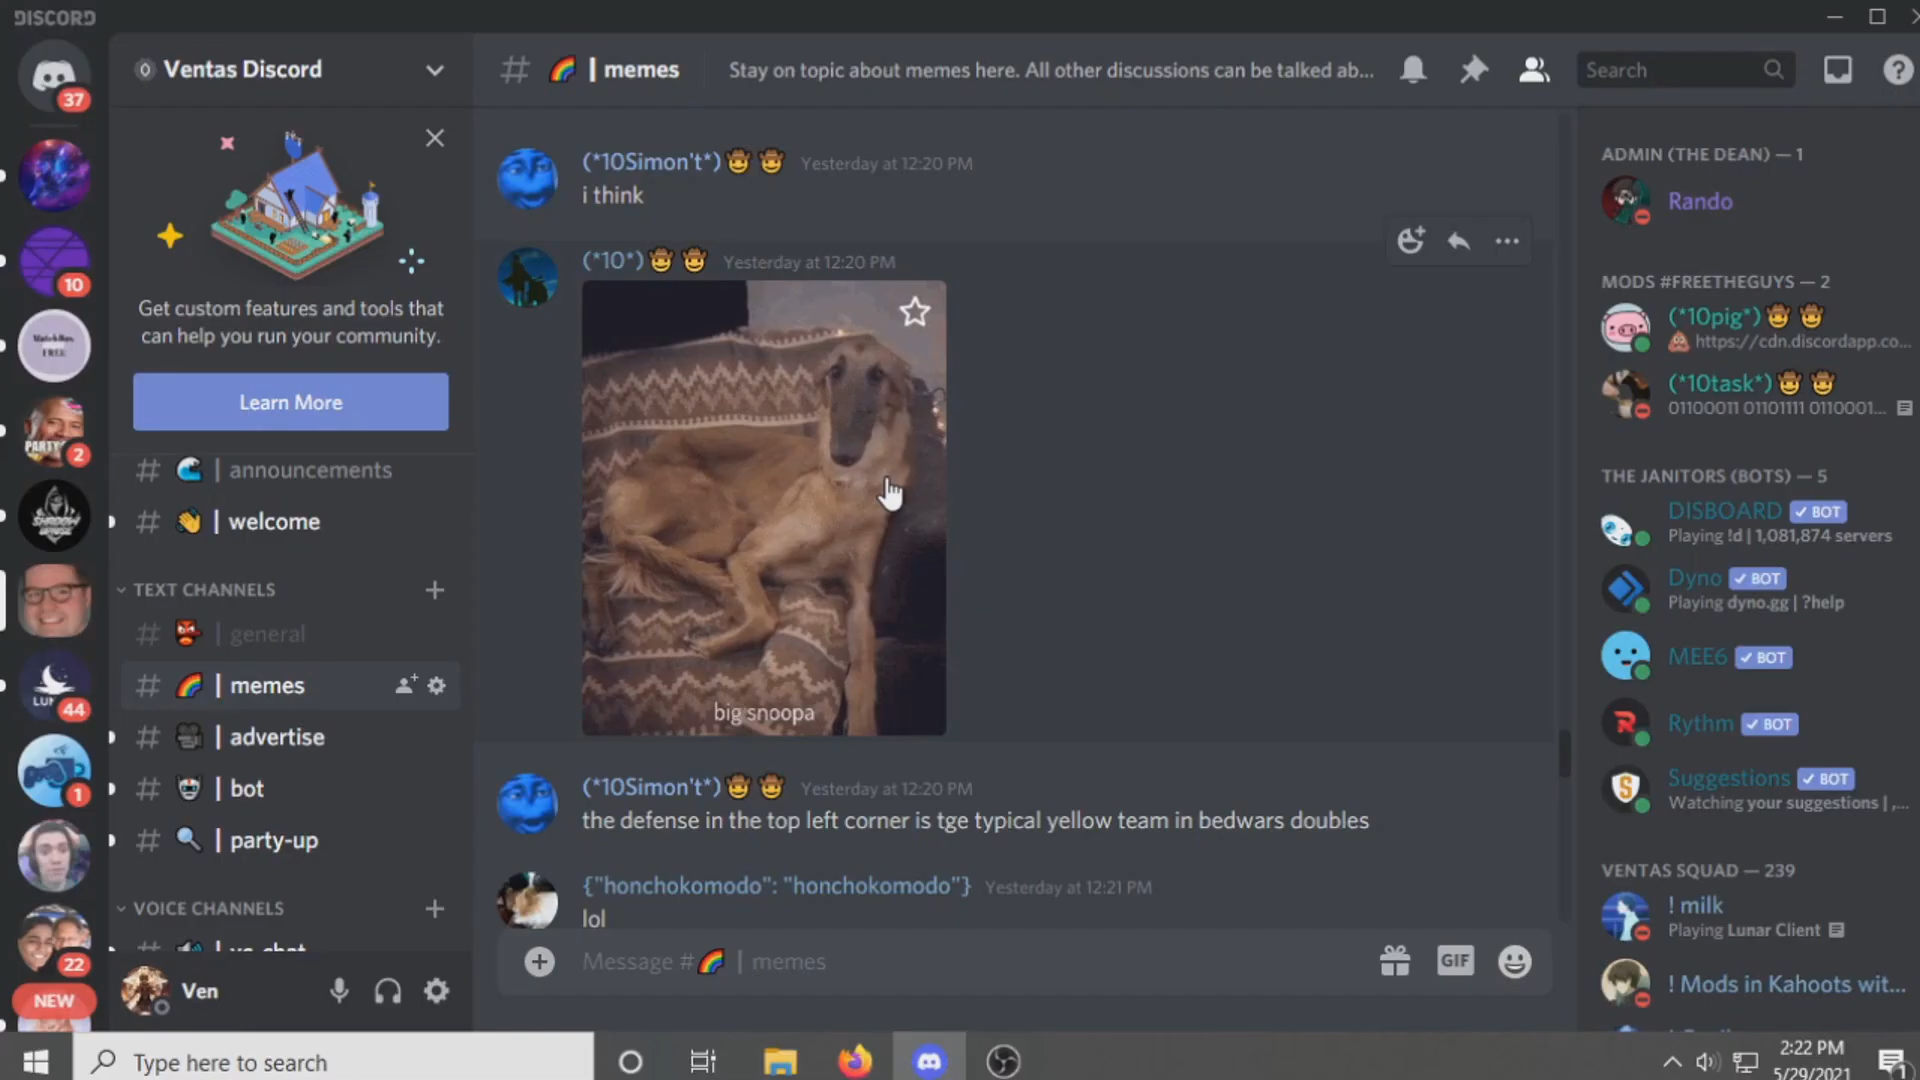 DISCORD
Ventas Discord
| memes
Stay on topic about memes here. All other discussions can be talked ab...
Search
37
10
2
44
1
22
NEW
Get custom features and tools that
can help you run your community.
Learn More
| announcements
| welcome
TEXT CHANNELS
| general
| memes
| advertise
| bot
| party-up
VOICE CHANNELS
Ven
(*10Simon't*)🤠 🤠 Yesterday at 12:20 PM
i think
(*10*)🤠 🤠 Yesterday at 12:20 PM
big snoopa
(*10Simon't*)🤠 🤠 Yesterday at 12:20 PM
the defense in the top left corner is tge typical yellow team in bedwars doubles
{"honchokomodo": "honchokomodo"} Yesterday at 12:21 PM
lol
Message #🌈 | memes
GIF
ADMIN (THE DEAN) — 1
Rando
MODS #FREETHEGUYS — 2
(*10pig*)🤠 🤠
💩 https://cdn.discordapp.co...
(*10task*)🤠 🤠
01100011 01101111 0110001...
THE JANITORS (BOTS) — 5
DISBOARD ✓ BOT
Playing !d | 1,081,874 servers
Dyno ✓ BOT
Playing dyno.gg | ?help
MEE6 ✓ BOT
Rythm ✓ BOT
Suggestions ✓ BOT
Watching your suggestions | ,...
VENTAS SQUAD — 239
! milk
Playing Lunar Client
! Mods in Kahoots wit...
Type here to search
2:22 PM
5/29/2021